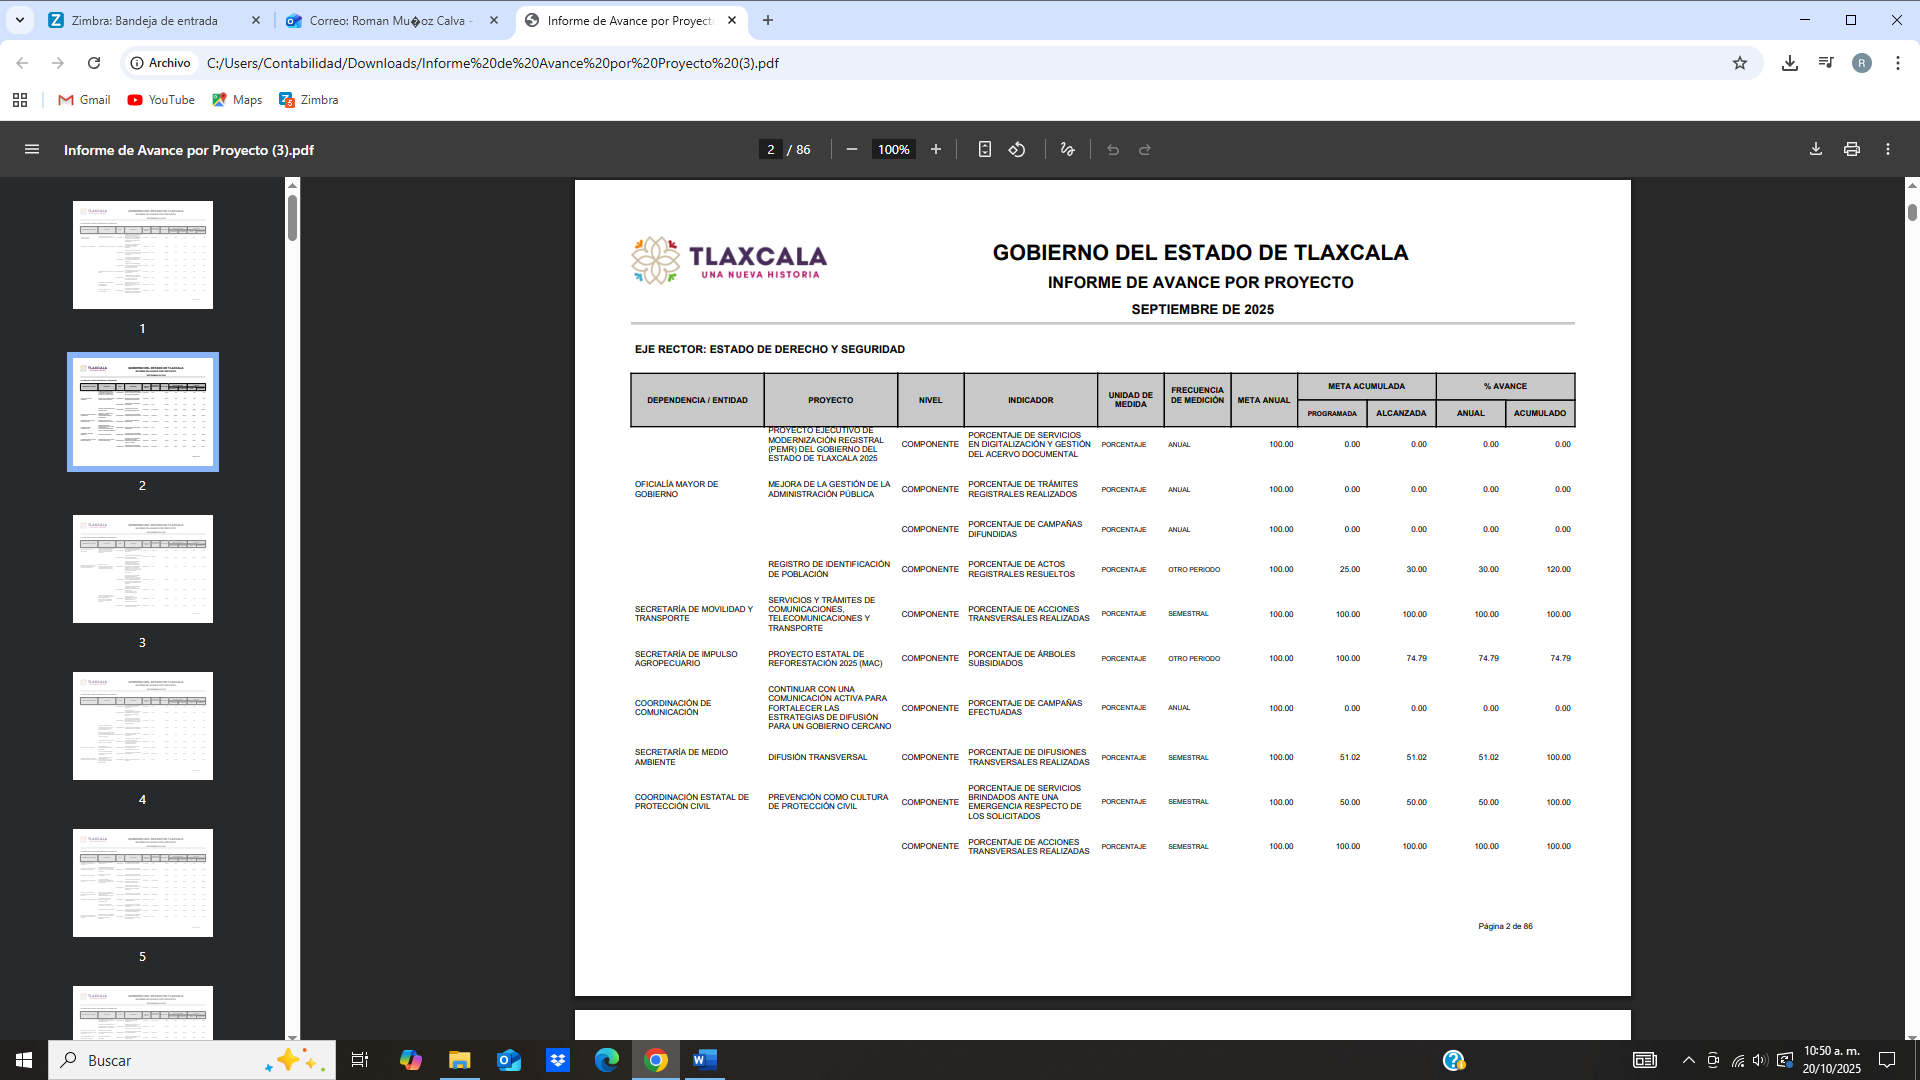 Zimbra: Bandeja de entrada
Correo: Roman Mu�oz Calva -
Informe de Avance por Proyecto
Archivo
C:/Users/Contabilidad/Downloads/Informe%20de%20Avance%20por%20Proyecto%20(3).pdf
R
Gmail
YouTube
Maps
Zimbra
Informe de Avance por Proyecto (3).pdf
2 / 86
100%
1
2
3
4
5
TLAXCALA
UNA NUEVA HISTORIA
GOBIERNO DEL ESTADO DE TLAXCALA
INFORME DE AVANCE POR PROYECTO
SEPTIEMBRE DE 2025
EJE RECTOR: ESTADO DE DERECHO Y SEGURIDAD
DEPENDENCIA / ENTIDAD PROYECTO NIVEL INDICADOR UNIDAD DE MEDIDA FRECUENCIA DE MEDICIÓN META ANUAL META ACUMULADA % AVANCE
PROGRAMADA ALCANZADA ANUAL ACUMULADO
PROYECTO EJECUTIVO DE MODERNIZACIÓN REGISTRAL (PEMR) DEL GOBIERNO DEL ESTADO DE TLAXCALA 2025 COMPONENTE PORCENTAJE DE SERVICIOS EN DIGITALIZACIÓN Y GESTIÓN DEL ACERVO DOCUMENTAL PORCENTAJE ANUAL 100.00 0.00 0.00 0.00 0.00
OFICIALÍA MAYOR DE GOBIERNO MEJORA DE LA GESTIÓN DE LA ADMINISTRACIÓN PÚBLICA COMPONENTE PORCENTAJE DE TRÁMITES REGISTRALES REALIZADOS PORCENTAJE ANUAL 100.00 0.00 0.00 0.00 0.00
COMPONENTE PORCENTAJE DE CAMPAÑAS DIFUNDIDAS PORCENTAJE ANUAL 100.00 0.00 0.00 0.00 0.00
REGISTRO DE IDENTIFICACIÓN DE POBLACIÓN COMPONENTE PORCENTAJE DE ACTOS REGISTRALES RESUELTOS PORCENTAJE OTRO PERIODO 100.00 25.00 30.00 30.00 120.00
SECRETARÍA DE MOVILIDAD Y TRANSPORTE SERVICIOS Y TRÁMITES DE COMUNICACIONES, TELECOMUNICACIONES Y TRANSPORTE COMPONENTE PORCENTAJE DE ACCIONES TRANSVERSALES REALIZADAS PORCENTAJE SEMESTRAL 100.00 100.00 100.00 100.00 100.00
SECRETARÍA DE IMPULSO AGROPECUARIO PROYECTO ESTATAL DE REFORESTACIÓN 2025 (MAC) COMPONENTE PORCENTAJE DE ÁRBOLES SUBSIDIADOS PORCENTAJE OTRO PERIODO 100.00 100.00 74.79 74.79 74.79
COORDINACIÓN DE COMUNICACIÓN CONTINUAR CON UNA COMUNICACIÓN ACTIVA PARA FORTALECER LAS ESTRATEGIAS DE DIFUSIÓN PARA UN GOBIERNO CERCANO COMPONENTE PORCENTAJE DE CAMPAÑAS EFECTUADAS PORCENTAJE ANUAL 100.00 0.00 0.00 0.00 0.00
SECRETARÍA DE MEDIO AMBIENTE DIFUSIÓN TRANSVERSAL COMPONENTE PORCENTAJE DE DIFUSIONES TRANSVERSALES REALIZADAS PORCENTAJE SEMESTRAL 100.00 51.02 51.02 51.02 100.00
COORDINACIÓN ESTATAL DE PROTECCIÓN CIVIL PREVENCIÓN COMO CULTURA DE PROTECCIÓN CIVIL COMPONENTE PORCENTAJE DE SERVICIOS BRINDADOS ANTE UNA EMERGENCIA RESPECTO DE LOS SOLICITADOS PORCENTAJE SEMESTRAL 100.00 50.00 50.00 50.00 100.00
COMPONENTE PORCENTAJE DE ACCIONES TRANSVERSALES REALIZADAS PORCENTAJE SEMESTRAL 100.00 100.00 100.00 100.00 100.00
Página 2 de 86
Buscar
10:50 a. m.
20/10/2025